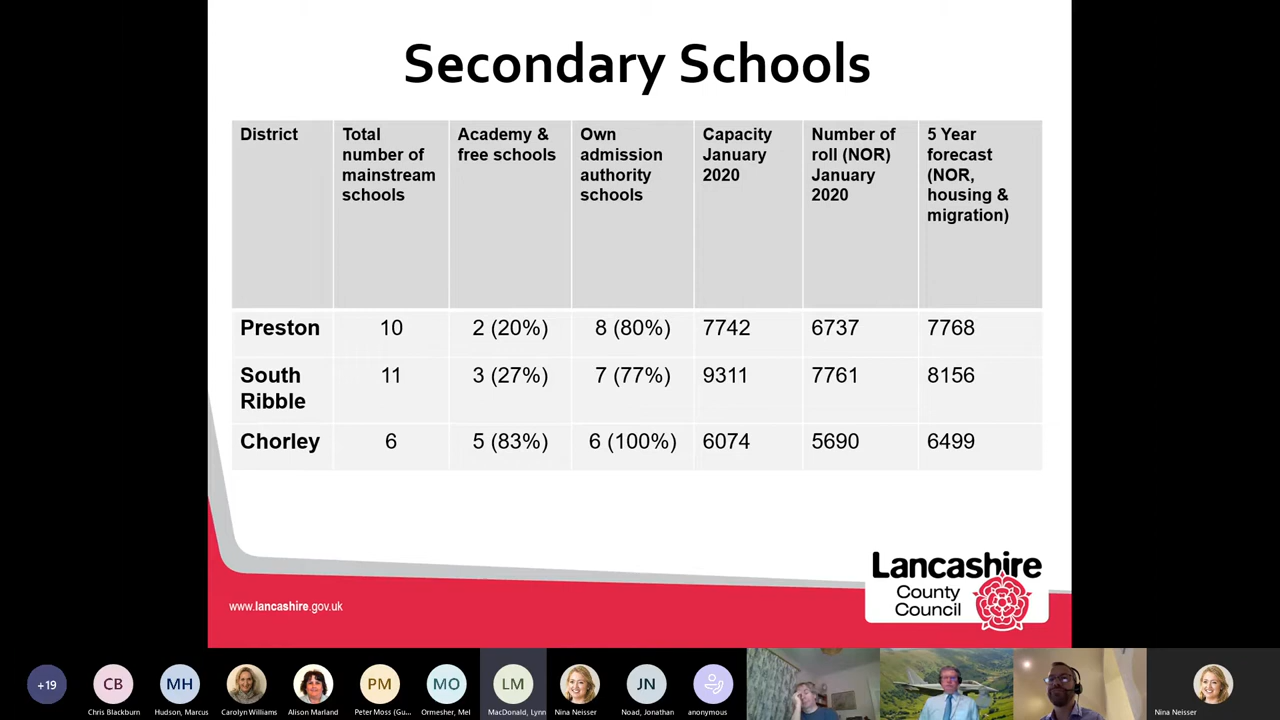 Secondary Schools
District
Total
number of
mainstream
schools
Academy &
free schools
Own
admission
authority
schools
Capacity
January
2020
Number of
roll (NOR)
January
2020
5 Year
forecast
(NOR,
housing &
migration)
Preston
10
2 (20%)
8 (80%)
7742
6737
7768
South
Ribble
11
3 (27%)
7 (77%)
9311
7761
8156
Chorley
6
5 (83%)
6 (100%)
6074
5690
6499
www.lancashire.gov.uk
Lancashire
County
Council
+19
CB
MH
PM
MO
LM
JN
Chris Blackburn
Hudson, Marcus
Carolyn Williams
Alison Marland
Peter Moss (Gu...
Ormesher, Mel
MacDonald, Lynn
Nina Neisser
Noad, Jonathan
anonymous
Nina Neisser